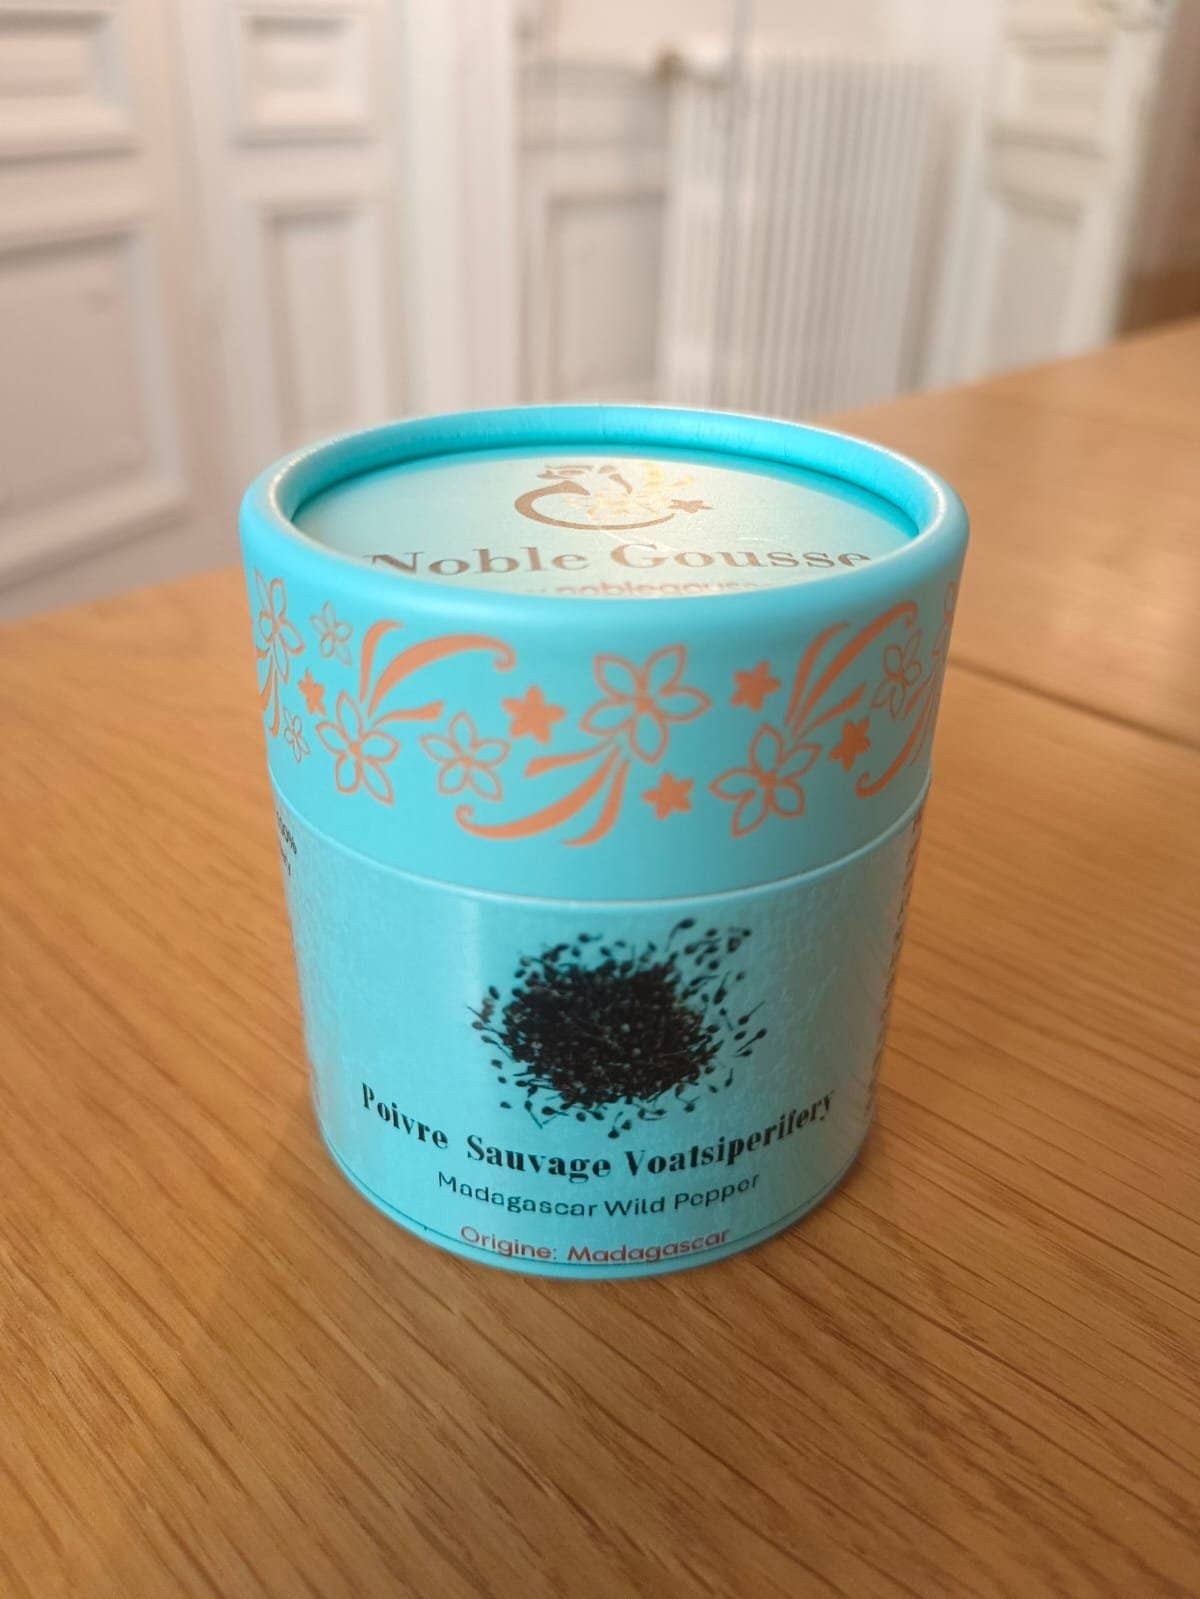 Noble Gousse
Poivre Sauvage Voatsiperifery
Madagascar Wild Pepper
Origine: Madagascar